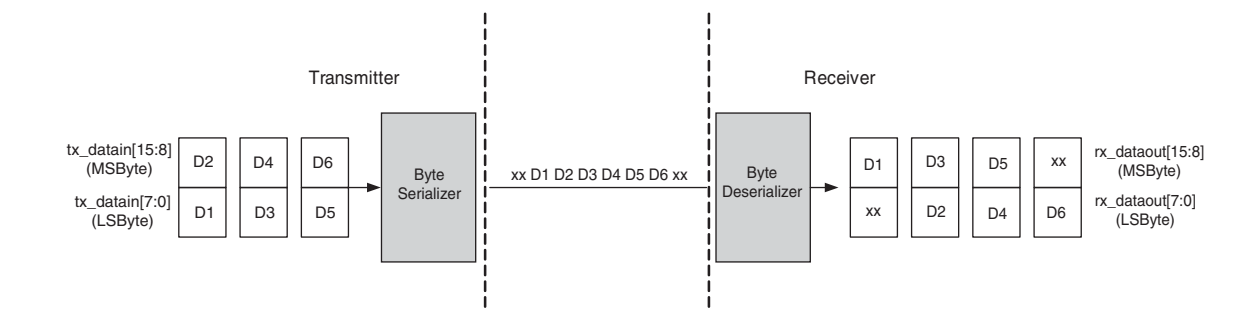 Transmitter
Receiver
tx_datain[15:8]
(MSByte)
D2
D4
D6
tx_datain[7:0]
(LSByte)
D1
D3
D5
Byte
Serializer
xx D1 D2 D3 D4 D5 D6 xx
Byte
Deserializer
D1
D3
D5
xx
rx_dataout[15:8]
(MSByte)
xx
D2
D4
D6
rx_dataout[7:0]
(LSByte)